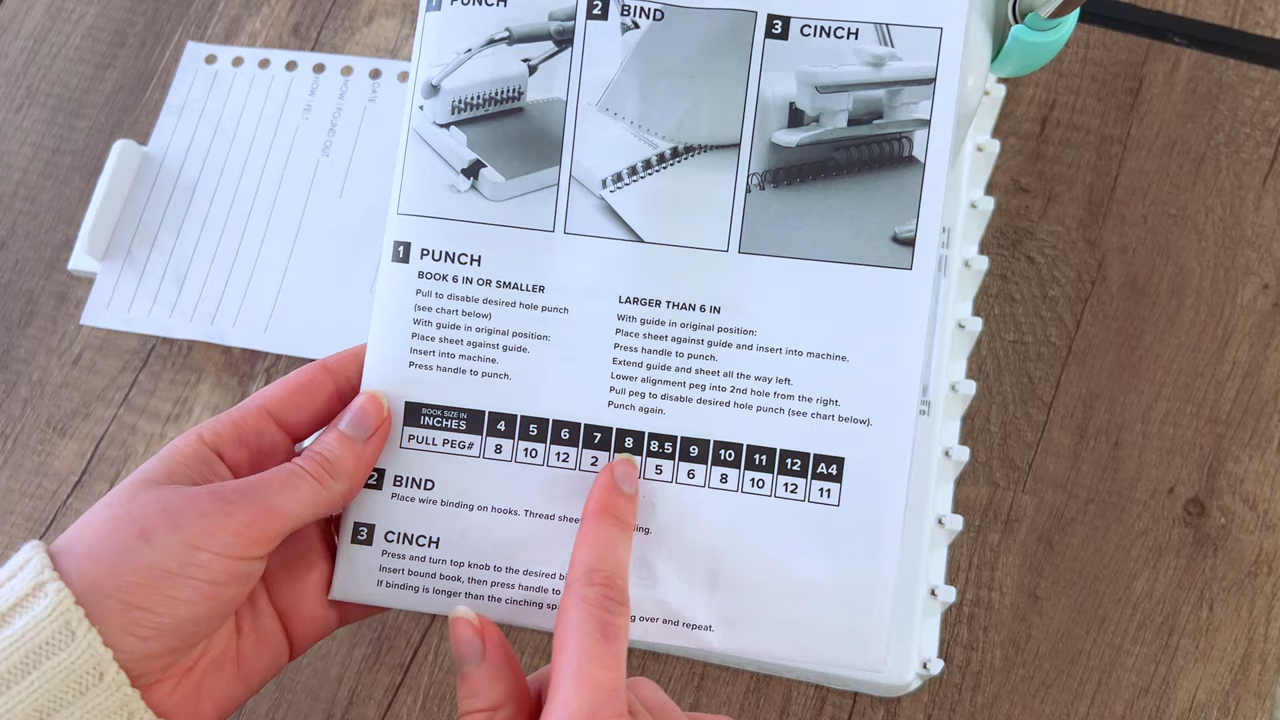 1 PUNCH
2 BIND
3 CINCH
DATE
HOW I FOUND OUT
HOW I FELT
1 PUNCH
BOOK 6 IN OR SMALLER
Pull to disable desired hole punch
(see chart below)
With guide in original position:
Place sheet against guide.
Insert into machine.
Press handle to punch.
LARGER THAN 6 IN
With guide in original position:
Place sheet against guide and insert into machine.
Press handle to punch.
Extend guide and sheet all the way left.
Lower alignment peg into 2nd hole from the right.
Pull peg to disable desired hole punch (see chart below).
Punch again.
BOOK SIZE IN
INCHES 4 5 6 7 8 8.5 9 10 11 12 A4
PULL PEG# 8 10 12 2 5 6 8 10 12 11
2 BIND
Place wire binding on hooks. Thread
3 CINCH
Press and turn top knob to the desired
Insert bound book, then press handle to
If binding is longer than the cinching over and repeat.